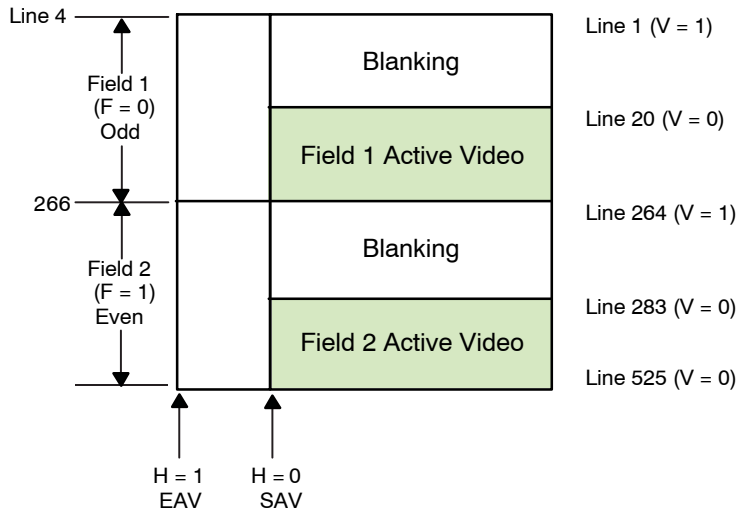 Line 4
Field 1
(F = 0)
Odd
266
Field 2
(F = 1)
Even
Blanking
Field 1 Active Video
Blanking
Field 2 Active Video
Line 1 (V = 1)
Line 20 (V = 0)
Line 264 (V = 1)
Line 283 (V = 0)
Line 525 (V = 0)
H = 1
EAV
H = 0
SAV